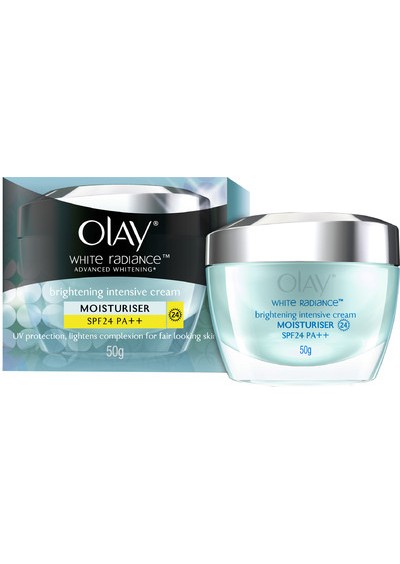 OLAY®
WHITE RADIANCE™
ADVANCED WHITENING*
brightening intensive cream
MOISTURISER
SPF24 PA++
24
UV protection, lightens complexion for fair looking skin
50g
OLAY®
WHITE RADIANCE™
brightening intensive cream
MOISTURISER 24
SPF24 PA++
50g